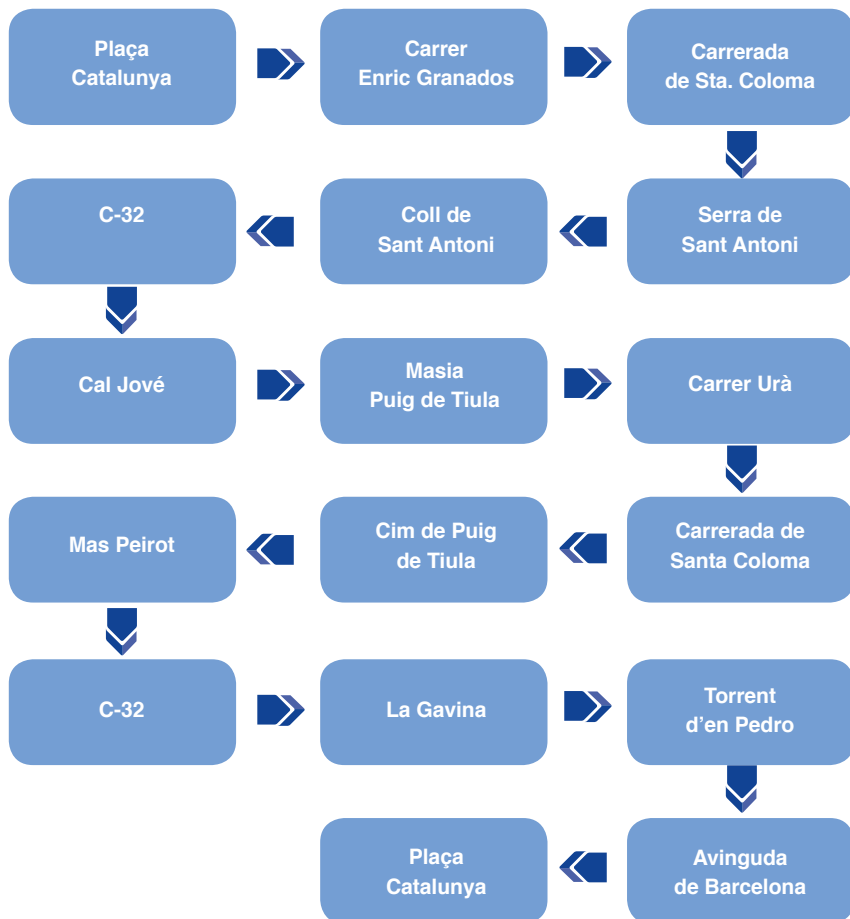 Plaça
Catalunya
Carrer
Enric Granados
Carrerada
de Sta. Coloma
Serra de
Sant Antoni
Coll de
Sant Antoni
C-32
Cal Jové
Masia
Puig de Tiula
Carrer Urà
Carrerada de
Santa Coloma
Cim de Puig
de Tiula
Mas Peirot
C-32
La Gavina
Torrent
d’en Pedro
Avinguda
de Barcelona
Plaça
Catalunya